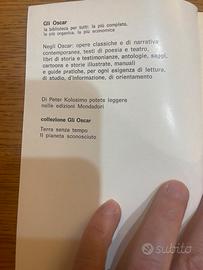 Gli Oscar
la biblioteca per tutti: la più completa,
la più organica, la più economica
Negli Oscar: opere classiche e di narrativa
contemporanea, testi di poesia e teatro,
libri di storia e testimonianze, antologie, saggi,
cartoons e storie illustrate, manuali
e guide pratiche, per ogni esigenza di lettura,
di studio, d'informazione, di orientamento
Di Peter Kolosimo potete leggere
nelle edizioni Mondadori
collezione Gli Oscar
Terra senza tempo
Il pianeta sconosciuto
subito